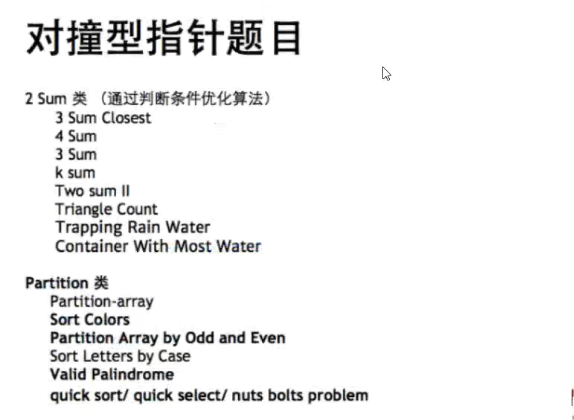 对撞型指针题目
2 Sum 类 （通过判断条件优化算法）
3 Sum Closest
4 Sum
3 Sum
k sum
Two sum II
Triangle Count
Trapping Rain Water
Container With Most Water
Partition 类
Partition-array
Sort Colors
Partition Array by Odd and Even
Sort Letters by Case
Valid Palindrome
quick sort/ quick select/ nuts bolts problem